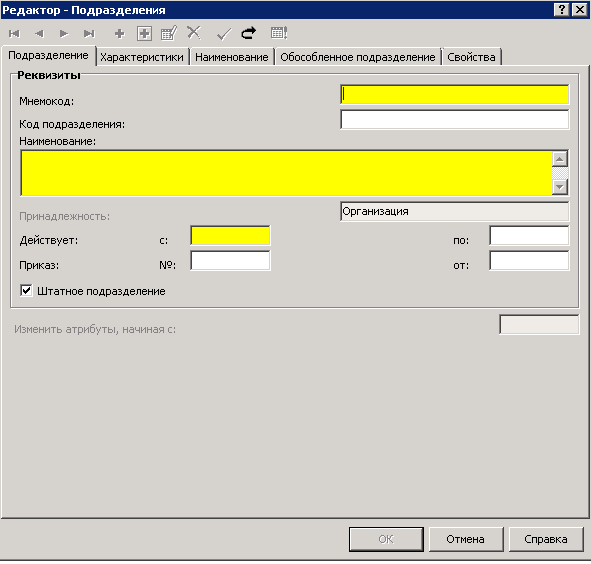 Редактор - Подразделения
Подразделение Характеристики Наименование Обособленное подразделение Свойства
Реквизиты
Мнемокод:
Код подразделения:
Наименование:
Принадлежность: Организация
Действует: с: по:
Приказ: №: от:
Штатное подразделение
Изменить атрибуты, начиная с:
ОК Отмена Справка